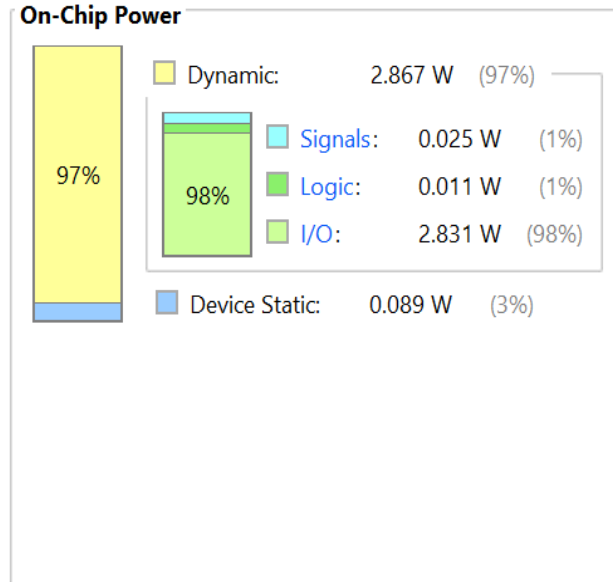 On-Chip Power
Dynamic: 2.867 W (97%)
97%
98%
Signals: 0.025 W (1%)
Logic: 0.011 W (1%)
I/O: 2.831 W (98%)
Device Static: 0.089 W (3%)